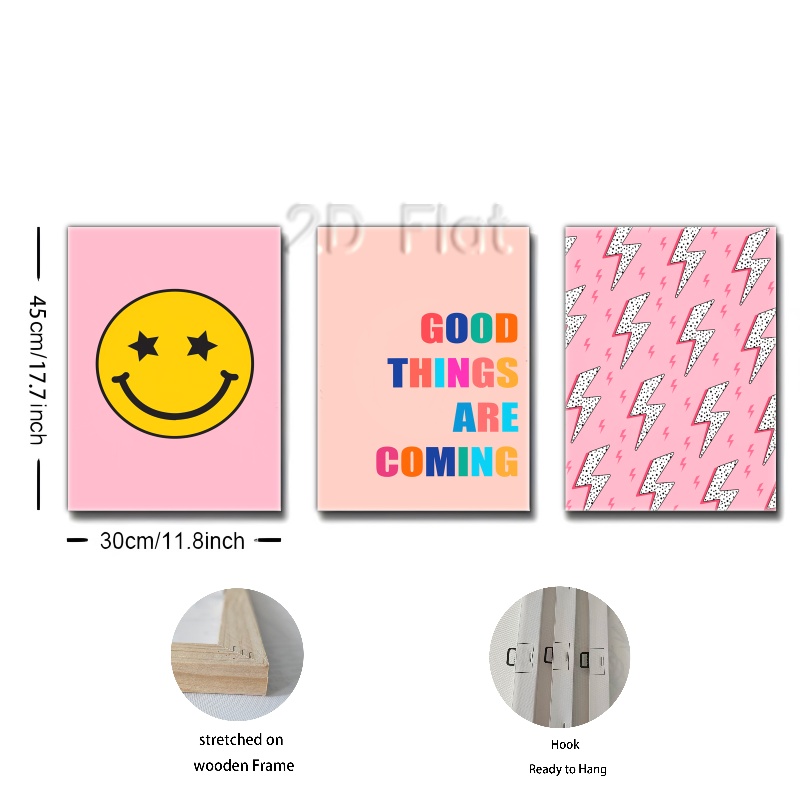 2D Flat
GOOD
THINGS
ARE
COMING
45cm/17.7inch
30cm/11.8inch
stretched on
wooden Frame
Hook
Ready to Hang